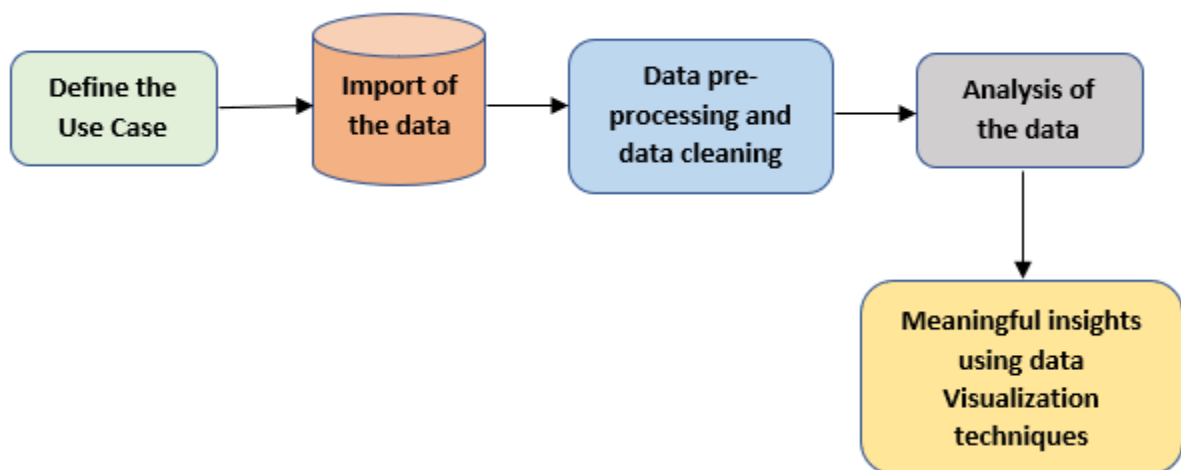 Define the
Use Case
Import of
the data
Data pre-
processing and
data cleaning
Analysis of
the data
Meaningful insights
using data
Visualization
techniques